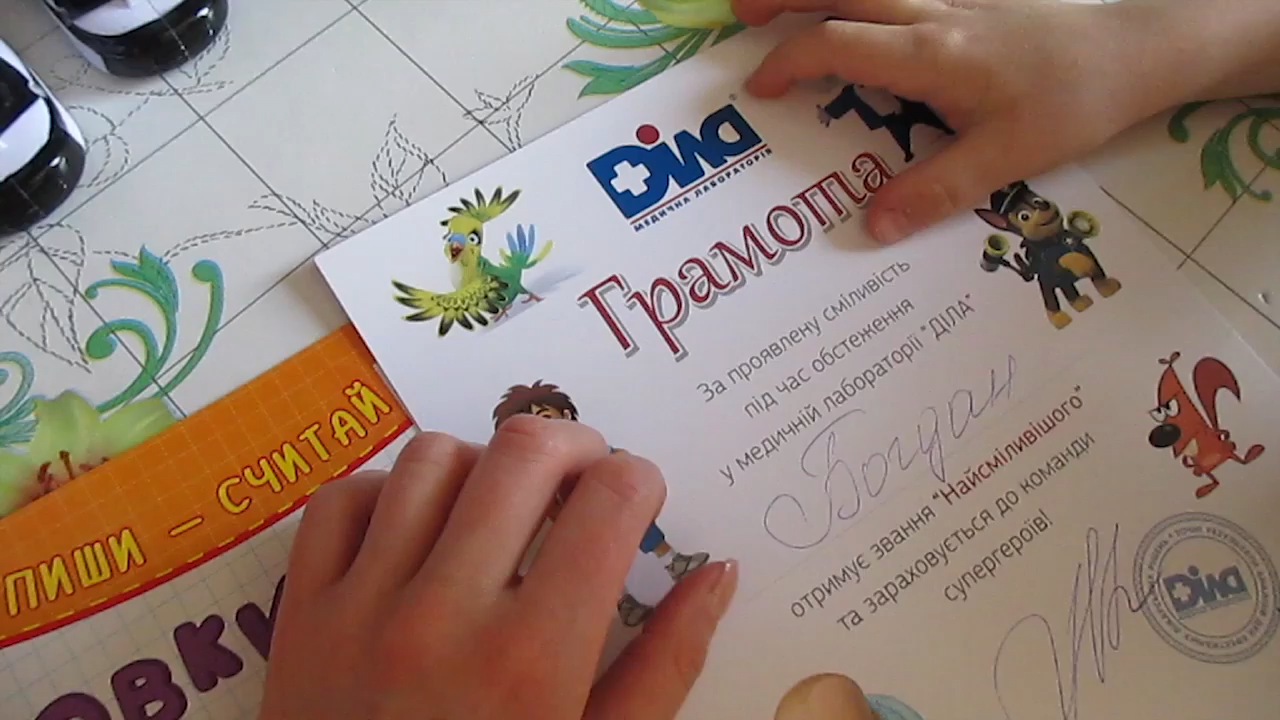 ДІЛА
МЕДИЧНА ЛАБОРАТОРІЯ
Грамота
За проявлену сміливість
під час обстеження
у медичній лабораторії "ДІЛА"
Богдан
отримує звання "Найсміливішого"
та зараховується до команди
супергероїв!
ДІЛА
ПИШИ – СЧИТАЙ
ОВКИ